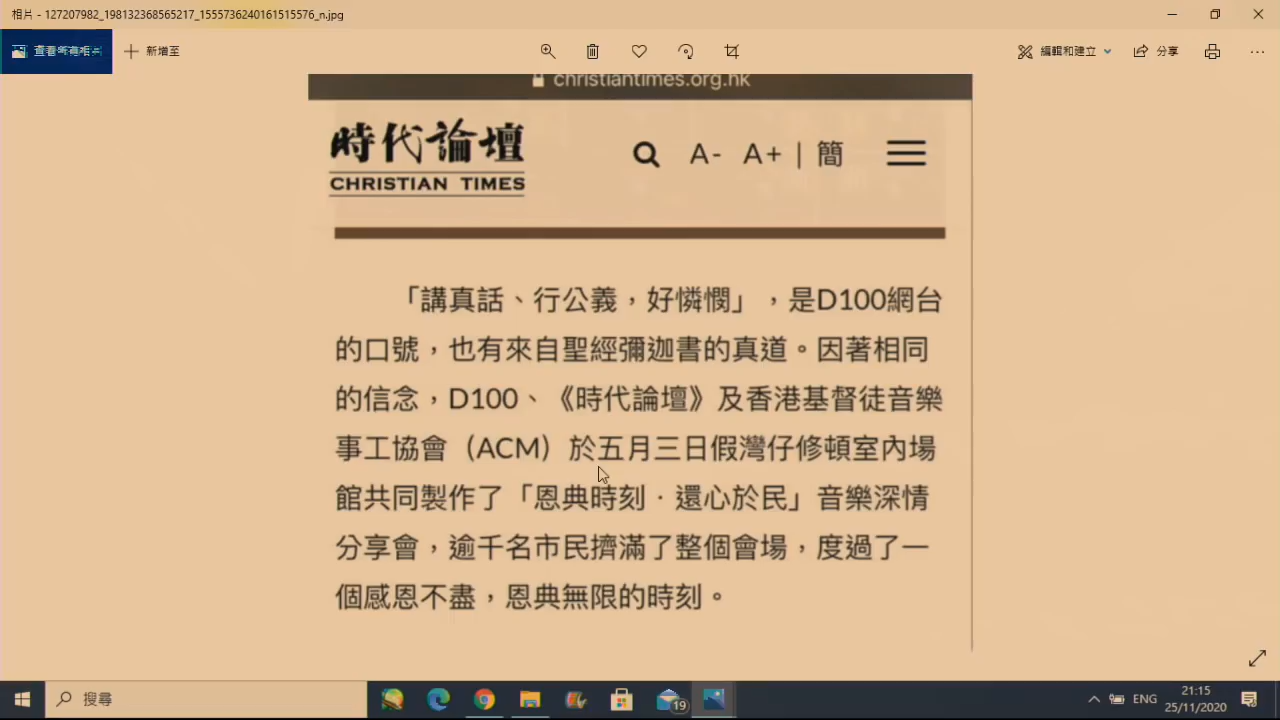 相片 - 127207982_198132368565217_1555736240161515576_n.jpg
查看所有相片
新增至
編輯和建立
分享
christiantimes.org.hk
時代論壇
CHRISTIAN TIMES
A- A+ | 簡
「講真話、行公義，好憐憫」，是D100網台
的口號，也有來自聖經彌迦書的真道。因著相同
的信念，D100、《時代論壇》及香港基督徒音樂
事工協會（ACM）於五月三日假灣仔修頓室內場
館共同製作了「恩典時刻．還心於民」音樂深情
分享會，逾千名市民擠滿了整個會場，度過了一
個感恩不盡，恩典無限的時刻。
搜尋
19
ENG
21:15
25/11/2020